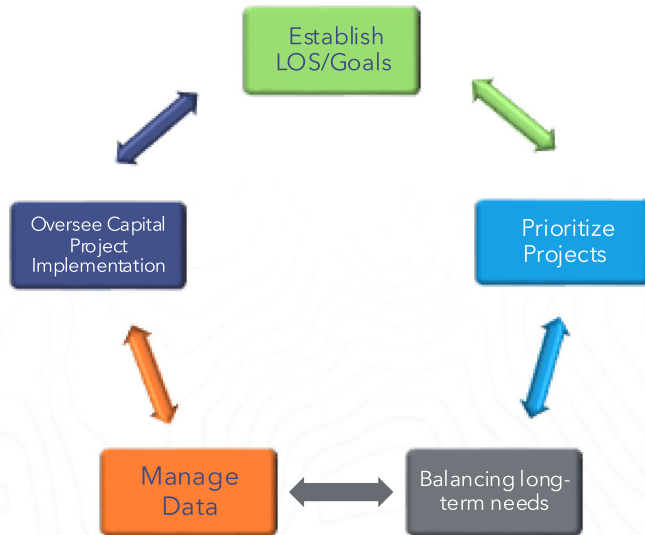 Establish
LOS/Goals
Oversee Capital
Project
Implementation
Prioritize
Projects
Manage
Data
Balancing long-
term needs